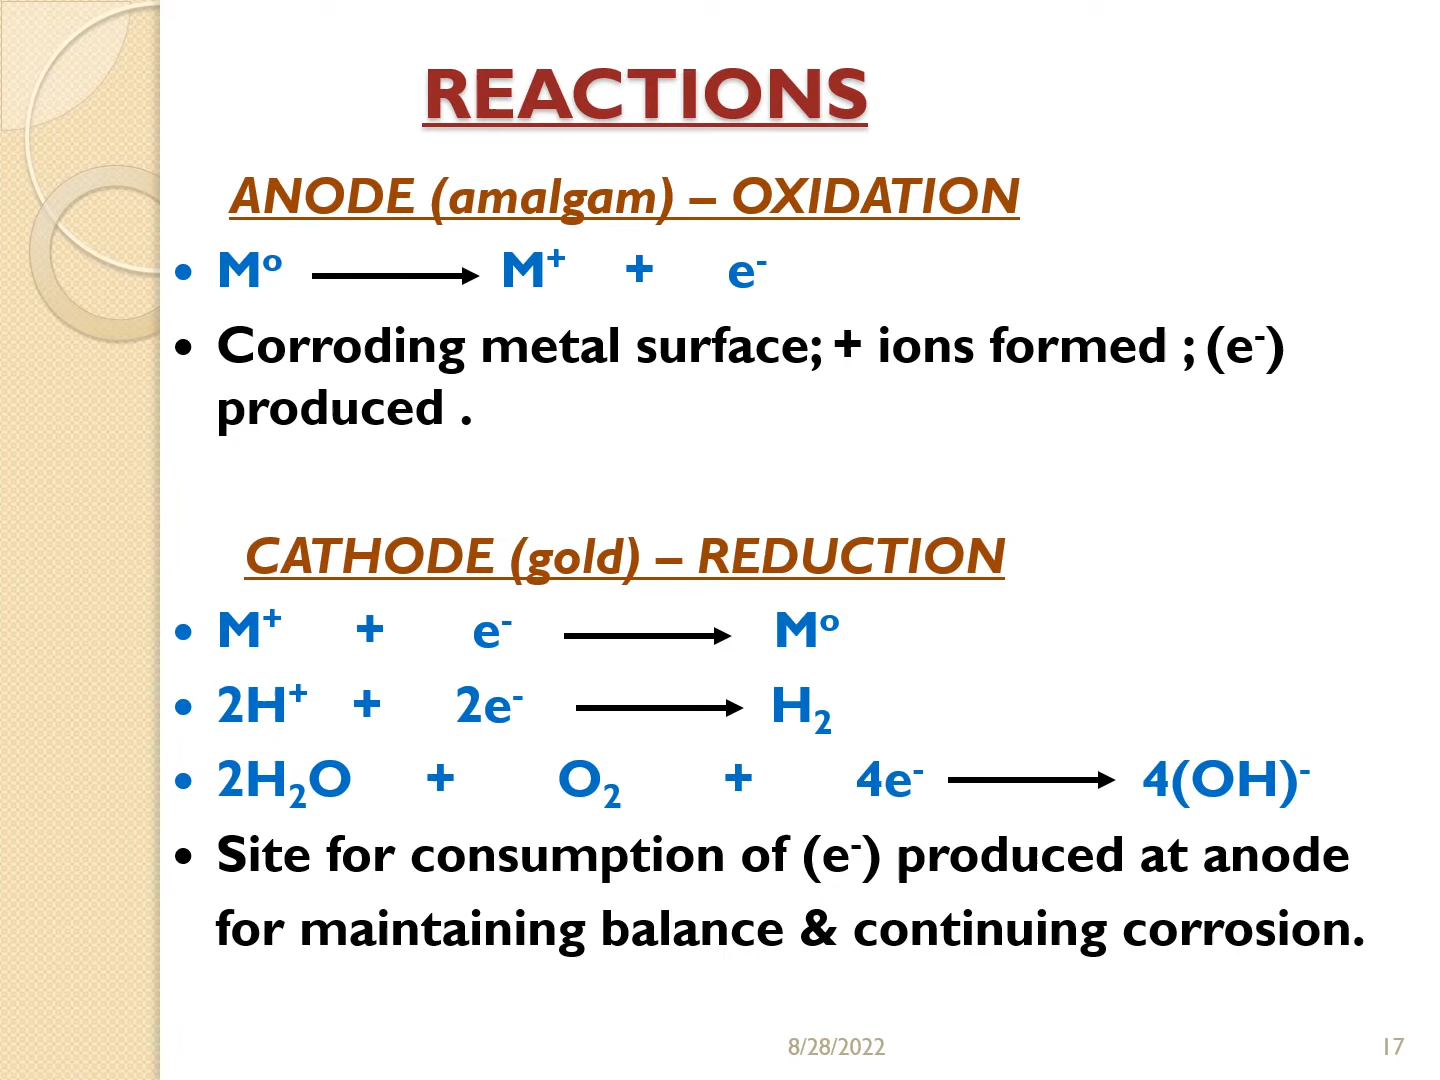 REACTIONS
ANODE (amalgam) – OXIDATION
• Mᵒ ⟶ M⁺ + e⁻
• Corroding metal surface; + ions formed ; (e⁻)
produced .
CATHODE (gold) – REDUCTION
• M⁺ + e⁻ ⟶ Mᵒ
• 2H⁺ + 2e⁻ ⟶ H₂
• 2H₂O + O₂ + 4e⁻ ⟶ 4(OH)⁻
• Site for consumption of (e⁻) produced at anode
for maintaining balance & continuing corrosion.
8/28/2022 17